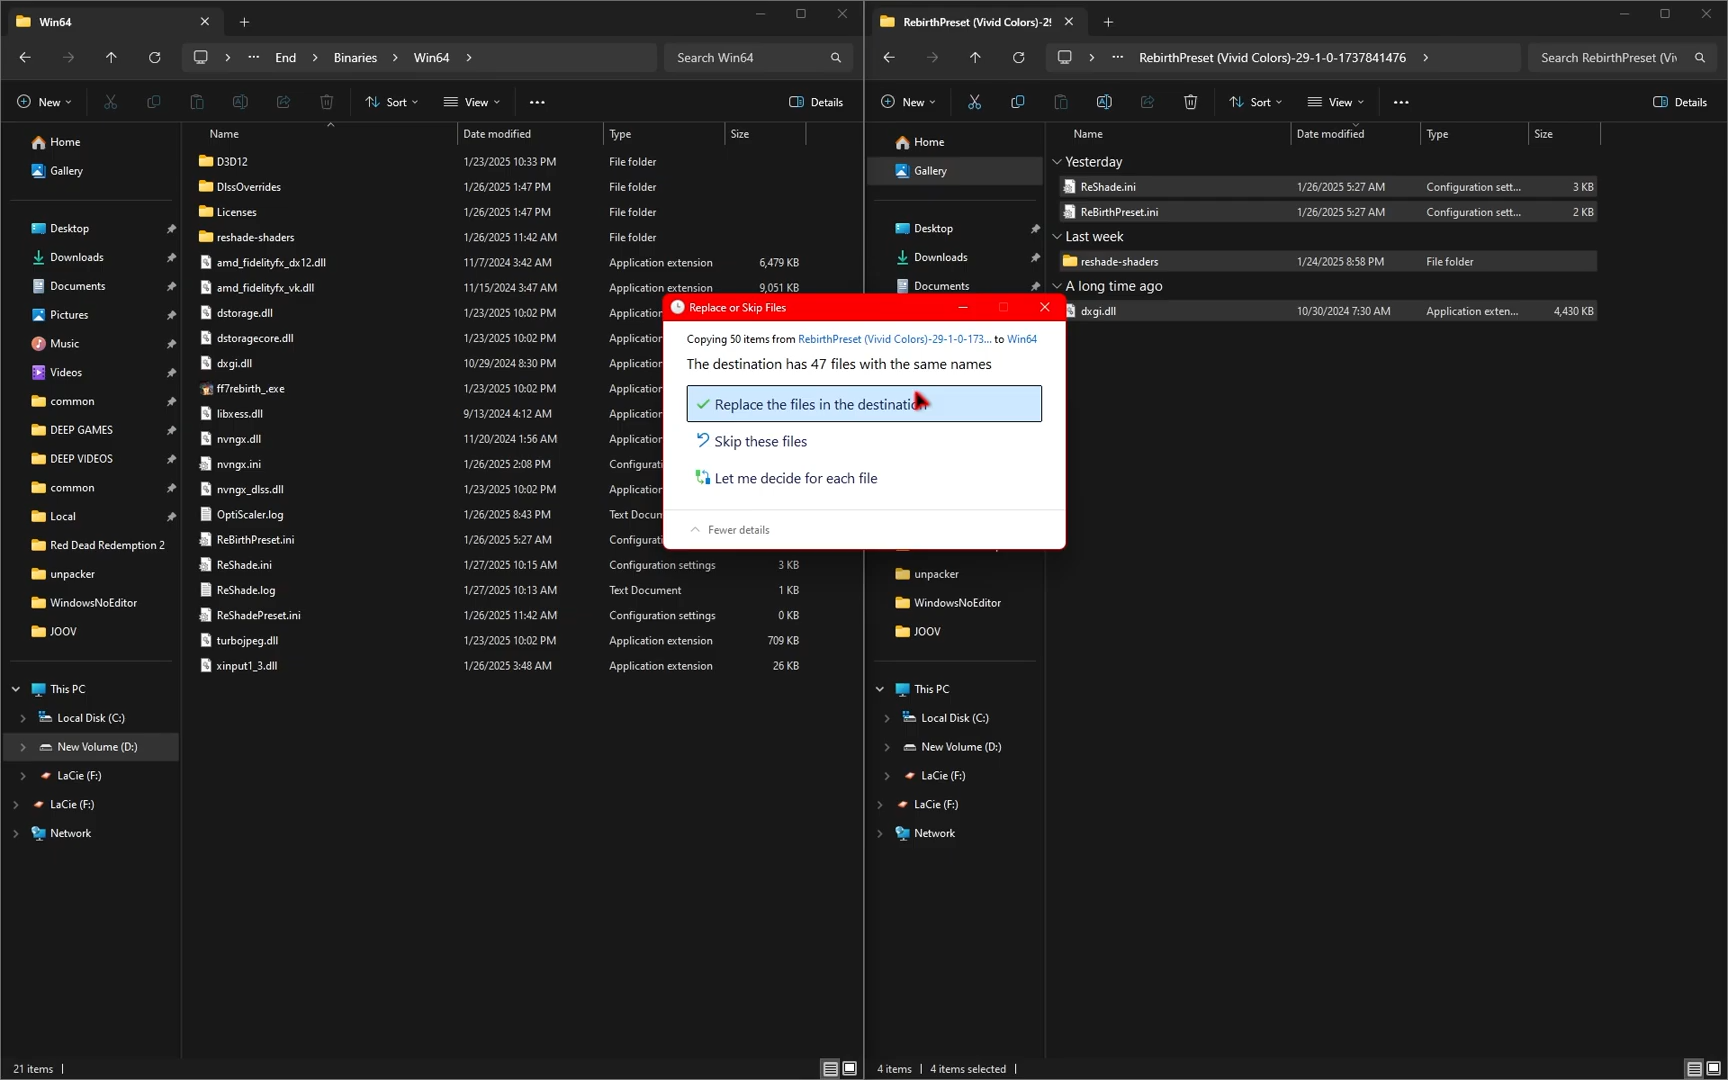 Win64
End Binaries Win64
Search Win64
New
Sort
View
Details
Home
Gallery
Desktop
Downloads
Documents
Pictures
Music
Videos
common
DEEP GAMES
DEEP VIDEOS
common
Local
Red Dead Redemption 2
unpacker
WindowsNoEditor
JOOV
This PC
Local Disk (C:)
New Volume (D:)
LaCie (F:)
LaCie (F:)
Network
Name Date modified Type Size
D3D12 1/23/2025 10:33 PM File folder
DlssOverrides 1/26/2025 1:47 PM File folder
Licenses 1/26/2025 1:47 PM File folder
reshade-shaders 1/26/2025 11:42 AM File folder
amd_fidelityfx_dx12.dll 11/7/2024 3:42 AM Application extension 6,479 KB
amd_fidelityfx_vk.dll 11/15/2024 3:47 AM Application extension 9,051 KB
dstorage.dll 1/23/2025 10:02 PM
dstoragecore.dll 1/23/2025 10:02 PM
dxgi.dll 10/29/2024 8:30 PM
ff7rebirth_.exe 1/23/2025 10:02 PM
libxess.dll 9/13/2024 4:12 AM
nvngx.dll 11/20/2024 1:56 AM
nvngx.ini 1/26/2025 2:08 PM
nvngx_dlss.dll 1/23/2025 10:02 PM
OptiScaler.log 1/26/2025 8:43 PM
ReBirthPreset.ini 1/26/2025 5:27 AM
ReShade.ini 1/27/2025 10:15 AM Configuration settings 3 KB
ReShade.log 1/27/2025 10:13 AM Text Document 1 KB
ReShadePreset.ini 1/26/2025 11:42 AM Configuration settings 0 KB
turbojpeg.dll 1/23/2025 10:02 PM Application extension 709 KB
xinput1_3.dll 1/26/2025 3:48 AM Application extension 26 KB
21 items
Replace or Skip Files
Copying 50 items from RebirthPreset (Vivid Colors)-29-1-0-173... to Win64
The destination has 47 files with the same names
Replace the files in the destination
Skip these files
Let me decide for each file
Fewer details
RebirthPreset (Vivid Colors)-29
RebirthPreset (Vivid Colors)-29-1-0-1737841476
Search RebirthPreset (Viv
New
Sort
View
Details
Home
Gallery
Desktop
Downloads
Documents
unpacker
WindowsNoEditor
JOOV
This PC
Local Disk (C:)
New Volume (D:)
LaCie (F:)
LaCie (F:)
Network
Name Date modified Type Size
Yesterday
ReShade.ini 1/26/2025 5:27 AM Configuration sett... 3 KB
ReBirthPreset.ini 1/26/2025 5:27 AM Configuration sett... 2 KB
Last week
reshade-shaders 1/24/2025 8:58 PM File folder
A long time ago
dxgi.dll 10/30/2024 7:30 AM Application exten... 4,430 KB
4 items 4 items selected